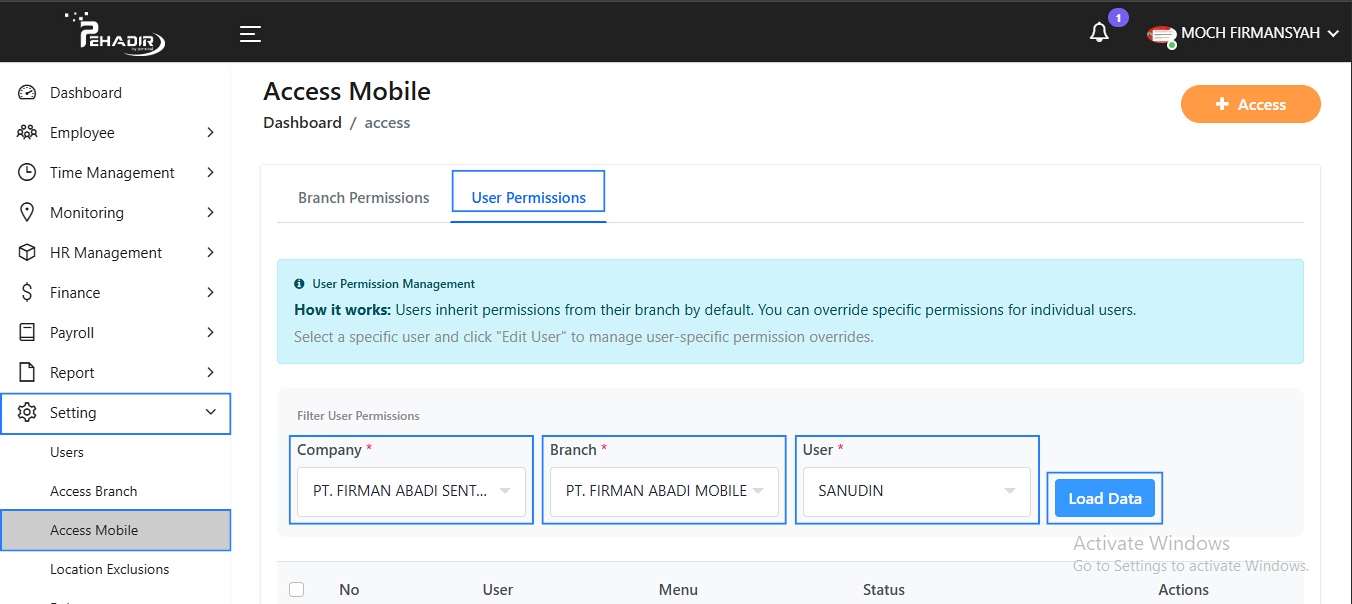 PEHADIR
1
MOCH FIRMANSYAH
Dashboard
Employee
Time Management
Monitoring
HR Management
Finance
Payroll
Report
Setting
Users
Access Branch
Access Mobile
Location Exclusions
Access Mobile
Dashboard / access
+ Access
Branch Permissions
User Permissions
User Permission Management
How it works: Users inherit permissions from their branch by default. You can override specific permissions for individual users.
Select a specific user and click "Edit User" to manage user-specific permission overrides.
Filter User Permissions
Company *
PT. FIRMAN ABADI SENT...
Branch *
PT. FIRMAN ABADI MOBILE
User *
SANUDIN
Load Data
Activate Windows
Go to Settings to activate Windows.
No User Menu Status Actions